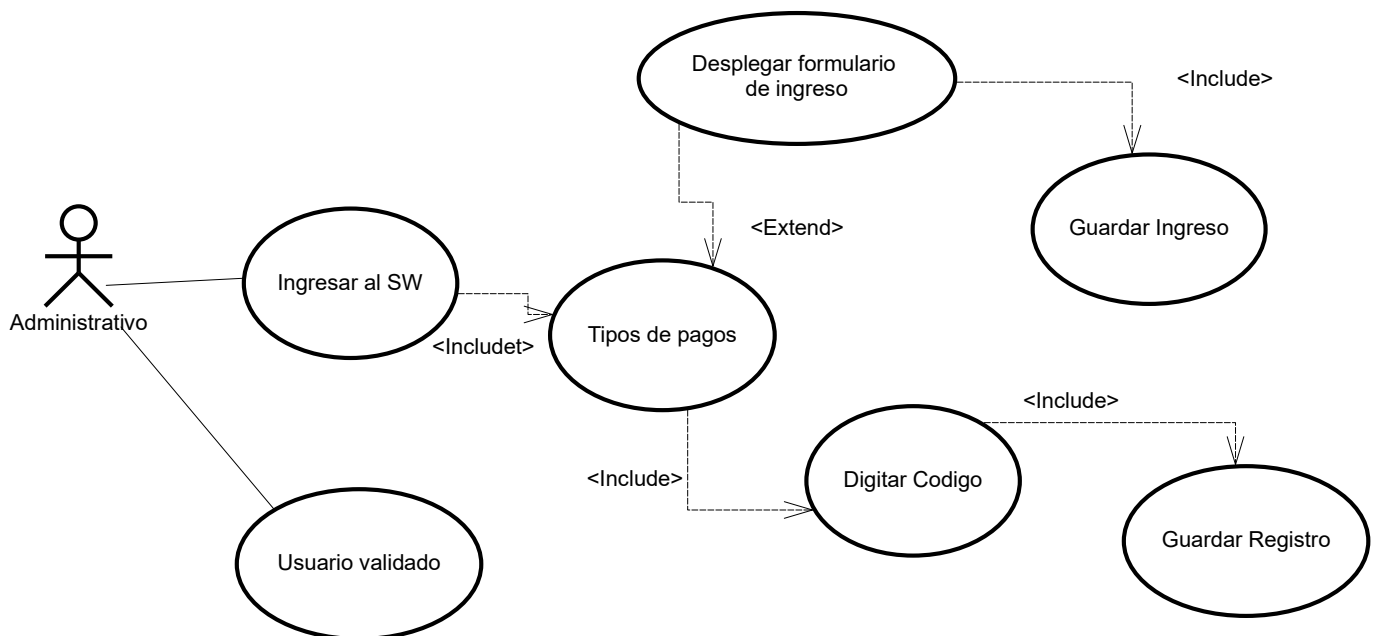 Desplegar formulario
de ingreso
<Include>
Guardar Ingreso
<Extend>
Ingresar al SW
Administrativo
<Includet>
Tipos de pagos
<Include>
<Include>
Digitar Codigo
Guardar Registro
Usuario validado